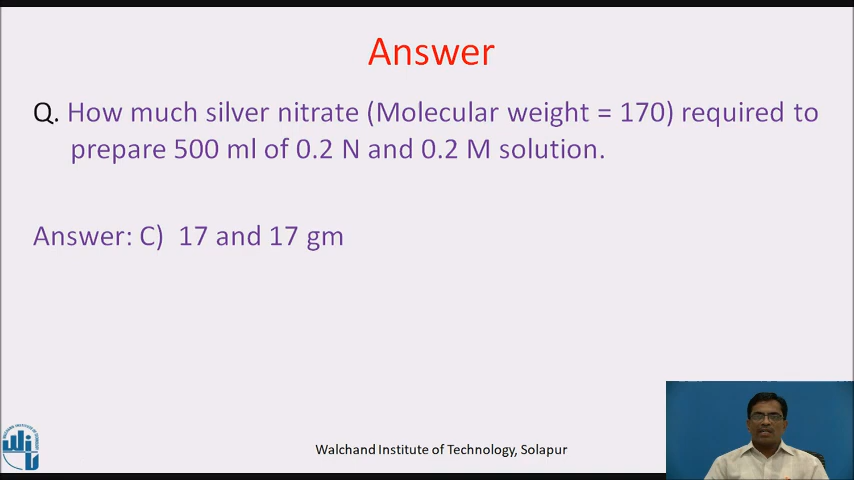 Answer
Q. How much silver nitrate (Molecular weight = 170) required to
prepare 500 ml of 0.2 N and 0.2 M solution.
Answer: C) 17 and 17 gm
Walchand Institute of Technology, Solapur